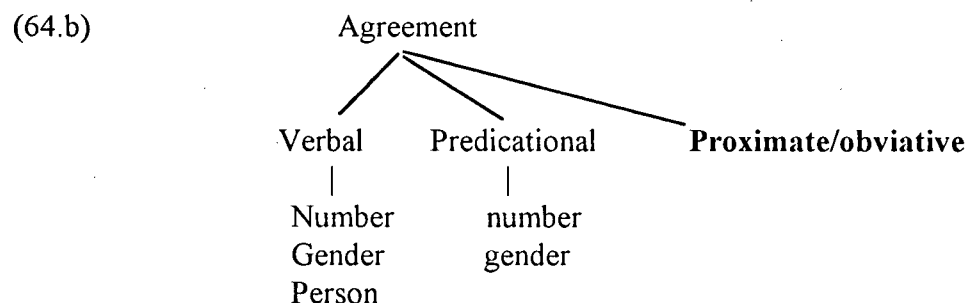 (64.b) Agreement
Verbal Predicational Proximate/obviative
Number number
Gender gender
Person